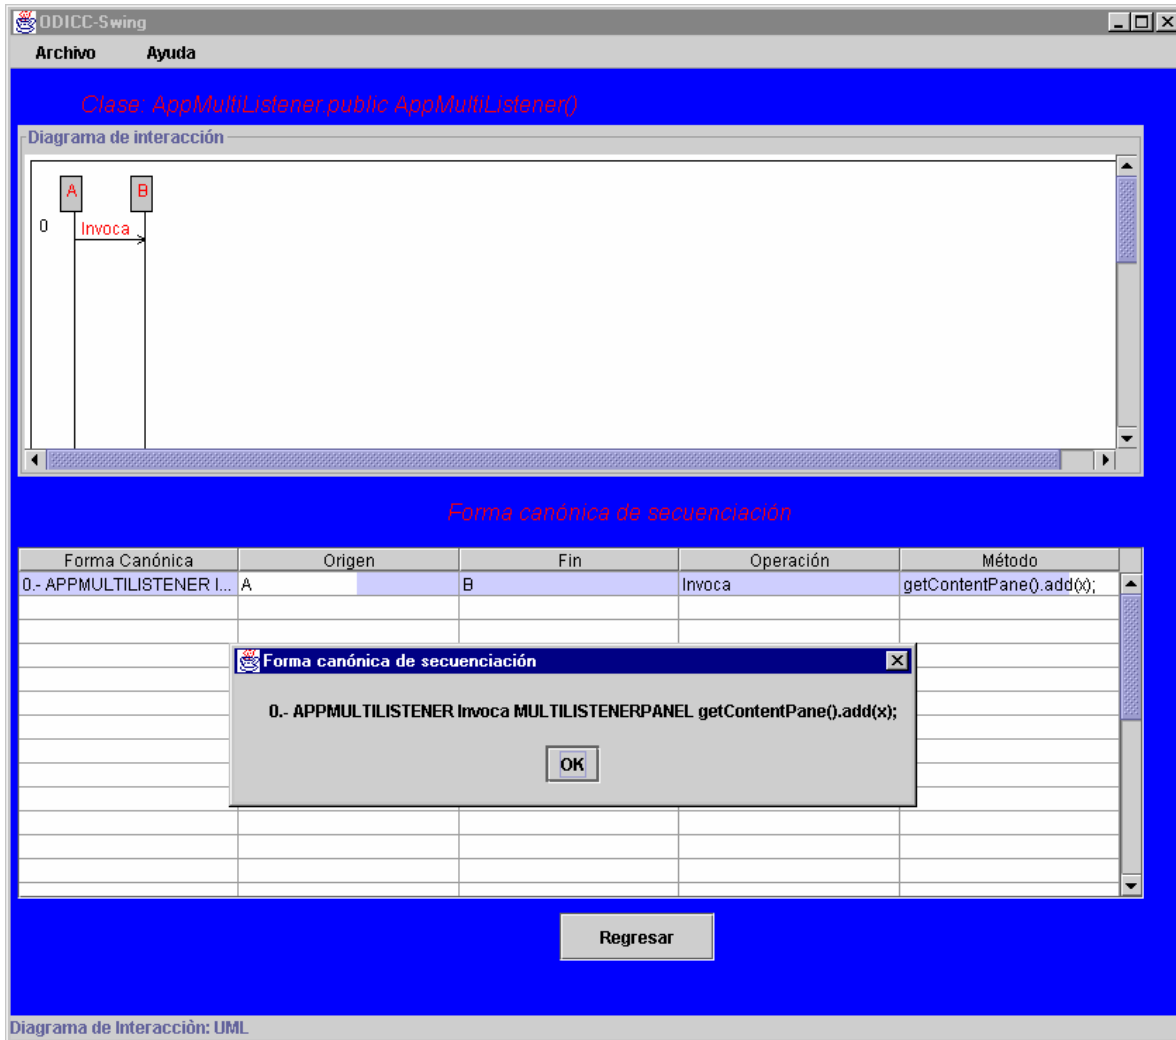 ODICC-Swing
Archivo Ayuda
Clase: AppMultiListener.public AppMultiListener()
Diagrama de interacción
A B
0 Invoca
Forma canónica de secuenciación
Forma Canónica Origen Fin Operación Método
0.- APPMULTILISTENER I... A B Invoca getContentPane().add(x);
Forma canónica de secuenciación
0.- APPMULTILISTENER Invoca MULTILISTENERPANEL getContentPane().add(x);
OK
Regresar
Diagrama de Interacciòn: UML